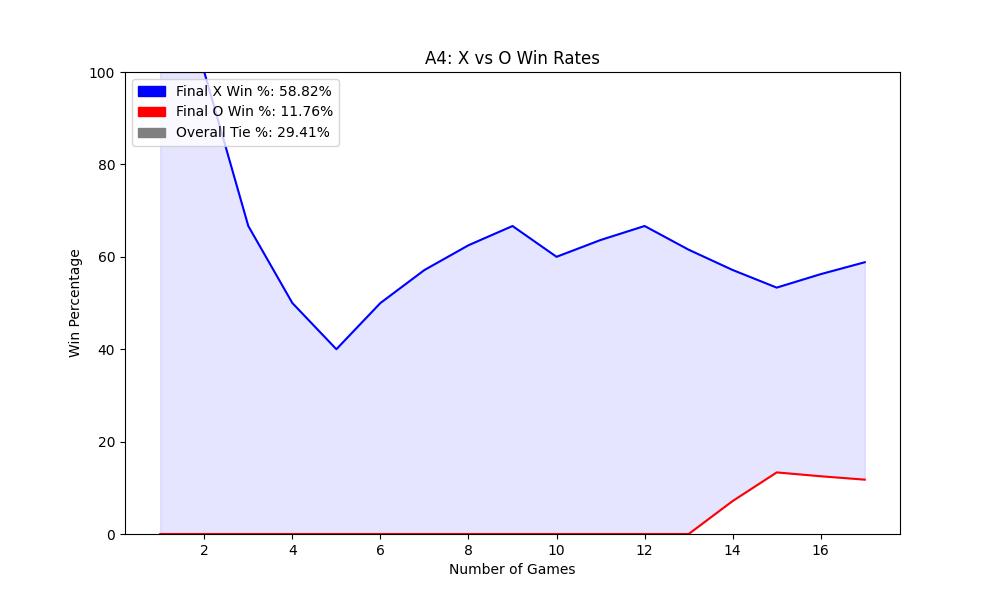 A4: X vs O Win Rates
Final X Win %: 58.82%
Final O Win %: 11.76%
Overall Tie %: 29.41%
100
80
60
40
20
0
Win Percentage
2 4 6 8 10 12 14 16
Number of Games